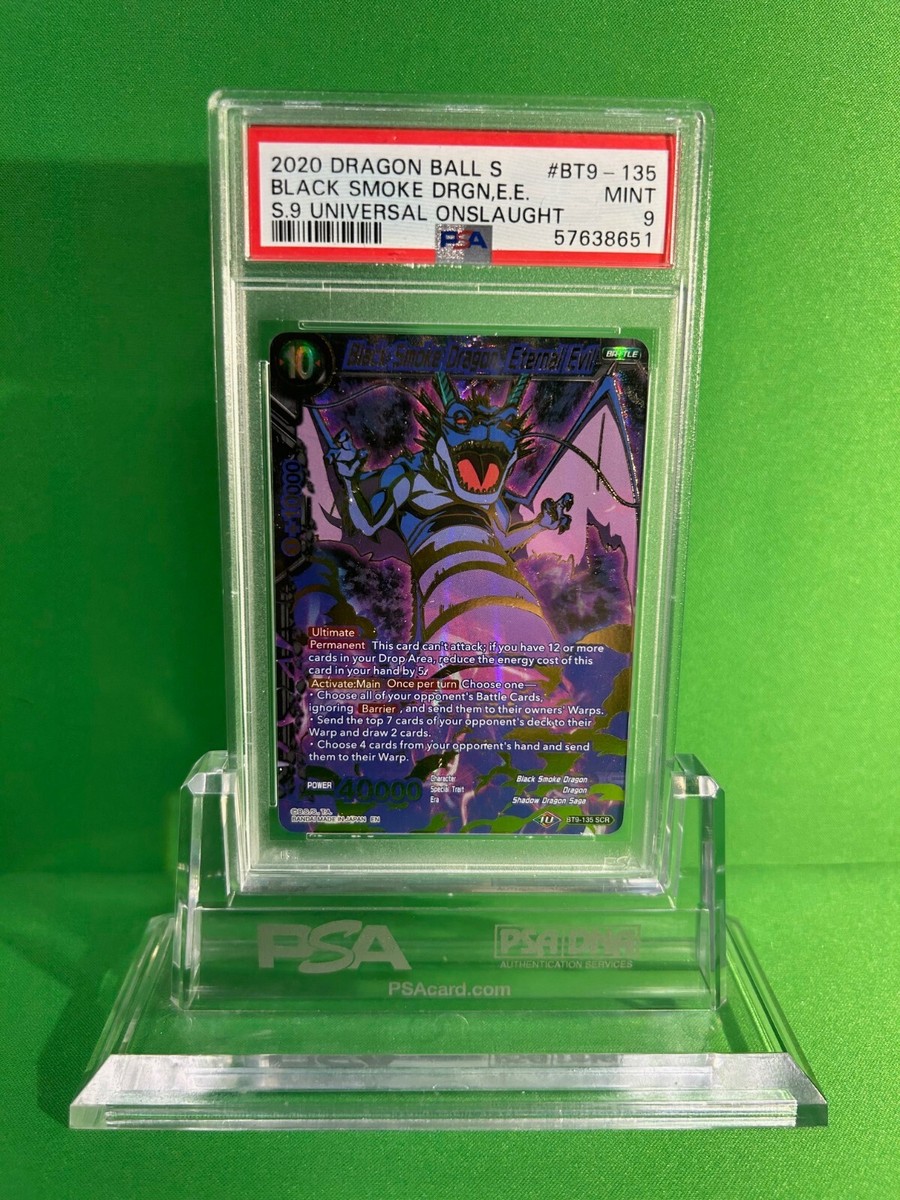 2020 DRAGON BALL S #BT9-135
BLACK SMOKE DRGN,E.E. MINT
S.9 UNIVERSAL ONSLAUGHT 9
PSA 57638651
10 Black Smoke Dragon, Eternal Evil BATTLE
Ultimate
Permanent This card can't attack; if you have 12 or more
cards in your Drop Area, reduce the energy cost of this
card in your hand by 5.
Activate:Main Once per turn Choose one—
・Choose all of your opponent's Battle Cards,
ignoring Barrier, and send them to their owners' Warps.
・Send the top 7 cards of your opponent's deck to their
Warp and draw 2 cards.
・Choose 4 cards from your opponent's hand and send
them to their Warp.
POWER 40000
Character Black Smoke Dragon
Special Trait Dragon
Era Shadow Dragon Saga
©B.S./S., T.A.
BANDAI MADE IN JAPAN EN BT9-135 SCR
PSA PSA/DNA
AUTHENTICATION SERVICES
PSAcard.com